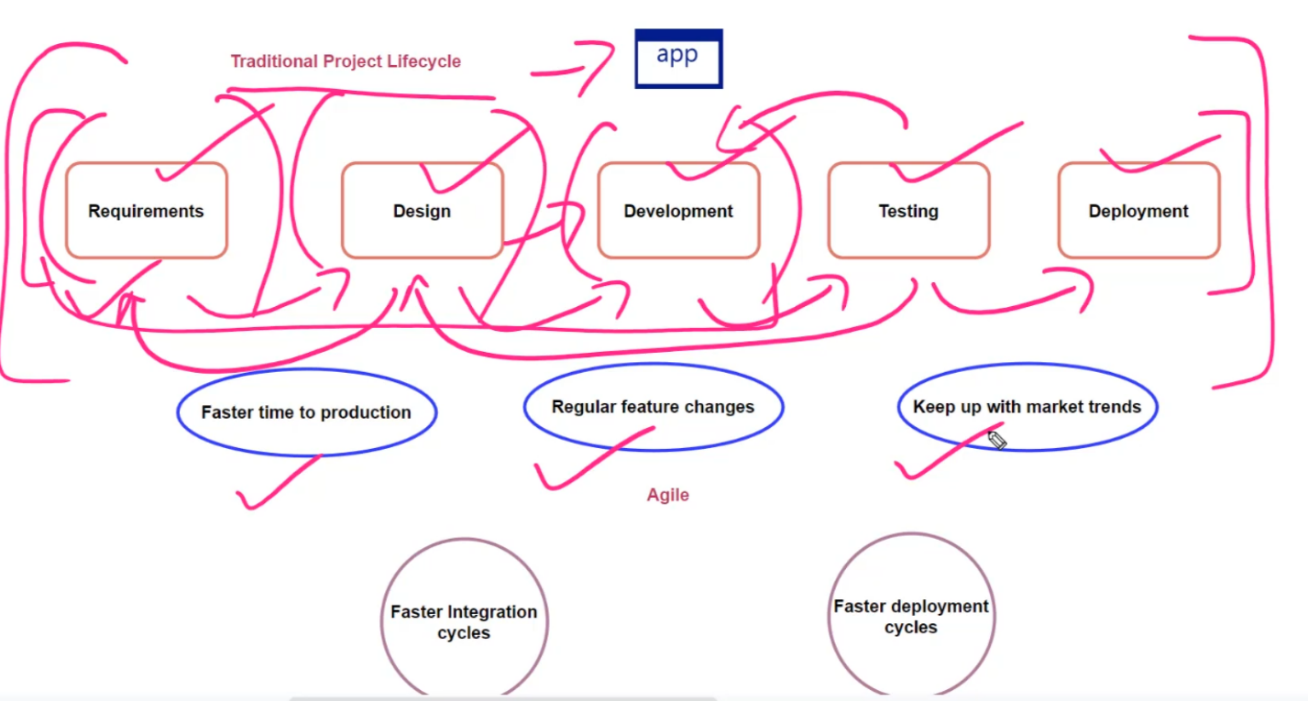 Traditional Project Lifecycle
app
Requirements
Design
Development
Testing
Deployment
Faster time to production
Regular feature changes
Keep up with market trends
Agile
Faster Integration
cycles
Faster deployment
cycles